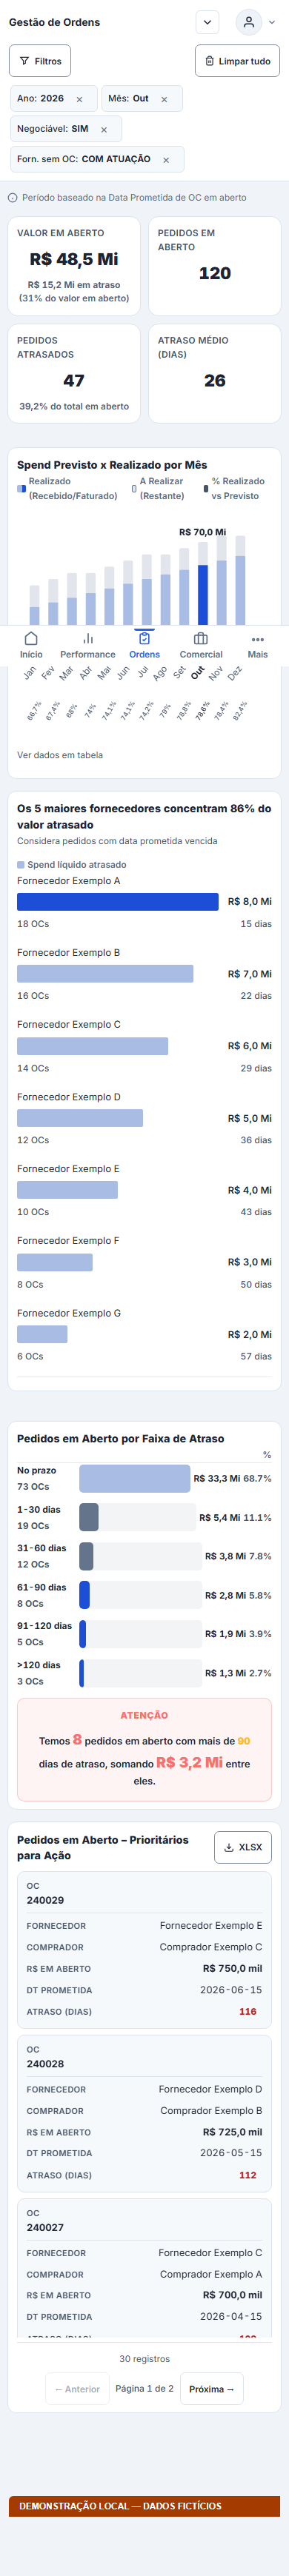 Gestão de Ordens
Filtros
Limpar tudo
Ano: 2026 ×
Mês: Out ×
Negociável: SIM ×
Forn. sem OC: COM ATUAÇÃO ×
Período baseado na Data Prometida de OC em aberto
VALOR EM ABERTO
R$ 48,5 Mi
R$ 15,2 Mi em atraso
(31% do valor em aberto)
PEDIDOS EM
ABERTO
120
PEDIDOS
ATRASADOS
47
39,2% do total em aberto
ATRASO MÉDIO
(DIAS)
26
Spend Previsto x Realizado por Mês
Realizado
(Recebido/Faturado)
A Realizar
(Restante)
% Realizado
vs Previsto
R$ 70,0 Mi
Início
Performance
Ordens
Comercial
Mais
Jan Fev Mar Abr Mai Jun Jul Ago Set Out Nov Dez
66,7% 67,4% 68% 74% 74,1% 74,1% 74,2% 79% 78,8% 78,6% 78,4% 82,4%
Ver dados em tabela
Os 5 maiores fornecedores concentram 86% do
valor atrasado
Considera pedidos com data prometida vencida
Spend líquido atrasado
Fornecedor Exemplo A
R$ 8,0 Mi
18 OCs 15 dias
Fornecedor Exemplo B
R$ 7,0 Mi
16 OCs 22 dias
Fornecedor Exemplo C
R$ 6,0 Mi
14 OCs 29 dias
Fornecedor Exemplo D
R$ 5,0 Mi
12 OCs 36 dias
Fornecedor Exemplo E
R$ 4,0 Mi
10 OCs 43 dias
Fornecedor Exemplo F
R$ 3,0 Mi
8 OCs 50 dias
Fornecedor Exemplo G
R$ 2,0 Mi
6 OCs 57 dias
Pedidos em Aberto por Faixa de Atraso
%
No prazo
73 OCs
R$ 33,3 Mi 68.7%
1-30 dias
19 OCs
R$ 5,4 Mi 11.1%
31-60 dias
12 OCs
R$ 3,8 Mi 7.8%
61-90 dias
8 OCs
R$ 2,8 Mi 5.8%
91-120 dias
5 OCs
R$ 1,9 Mi 3.9%
>120 dias
3 OCs
R$ 1,3 Mi 2.7%
ATENÇÃO
Temos 8 pedidos em aberto com mais de 90
dias de atraso, somando R$ 3,2 Mi entre
eles.
Pedidos em Aberto – Prioritários
para Ação
XLSX
OC
240029
FORNECEDOR Fornecedor Exemplo E
COMPRADOR Comprador Exemplo C
R$ EM ABERTO R$ 750,0 mil
DT PROMETIDA 2026-06-15
ATRASO (DIAS) 116
OC
240028
FORNECEDOR Fornecedor Exemplo D
COMPRADOR Comprador Exemplo B
R$ EM ABERTO R$ 725,0 mil
DT PROMETIDA 2026-05-15
ATRASO (DIAS) 112
OC
240027
FORNECEDOR Fornecedor Exemplo C
COMPRADOR Comprador Exemplo A
R$ EM ABERTO R$ 700,0 mil
DT PROMETIDA 2026-04-15
30 registros
← Anterior
Página 1 de 2
Próxima →
DEMONSTRAÇÃO LOCAL — DADOS FICTÍCIOS